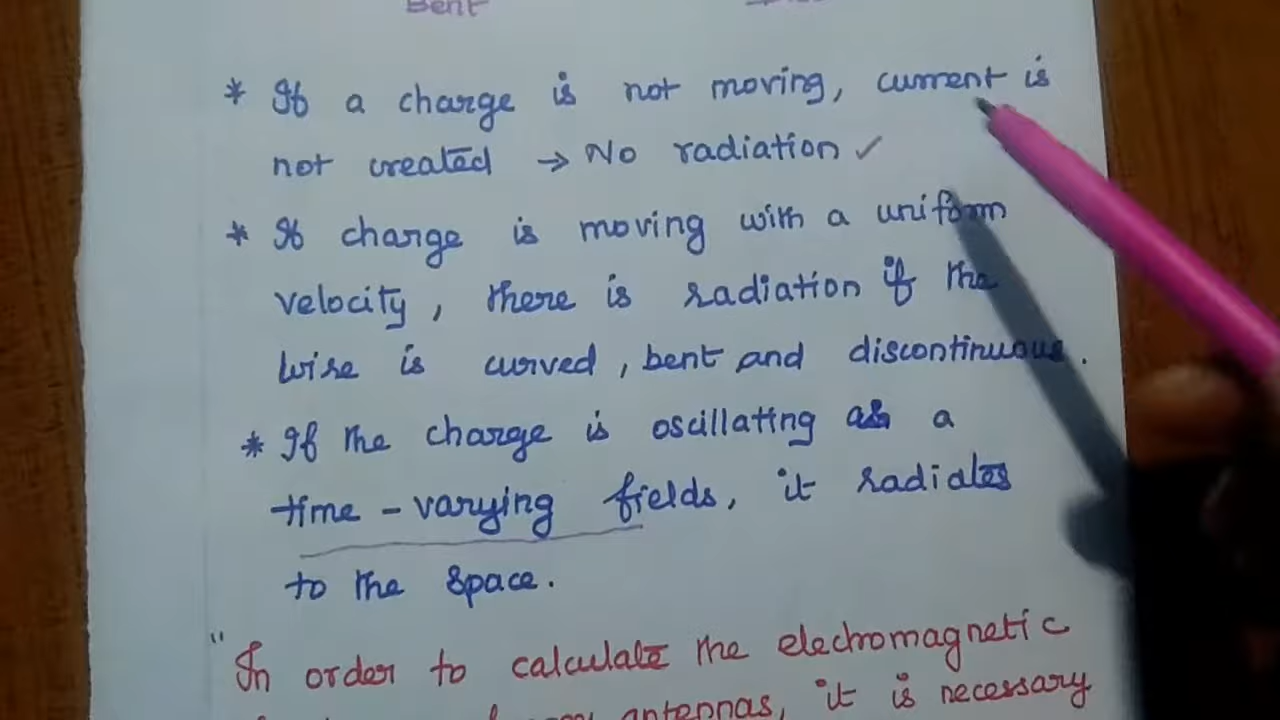 Bent
* If a charge is not moving, current is
not created → No radiation ✓
* If charge is moving with a uniform
velocity, there is radiation if the
wire is curved, bent and discontinuous.
* If the charge is oscillating as a
time-varying fields, it radiates
to the space.
"In order to calculate the electromagnetic
antennas, it is necessary